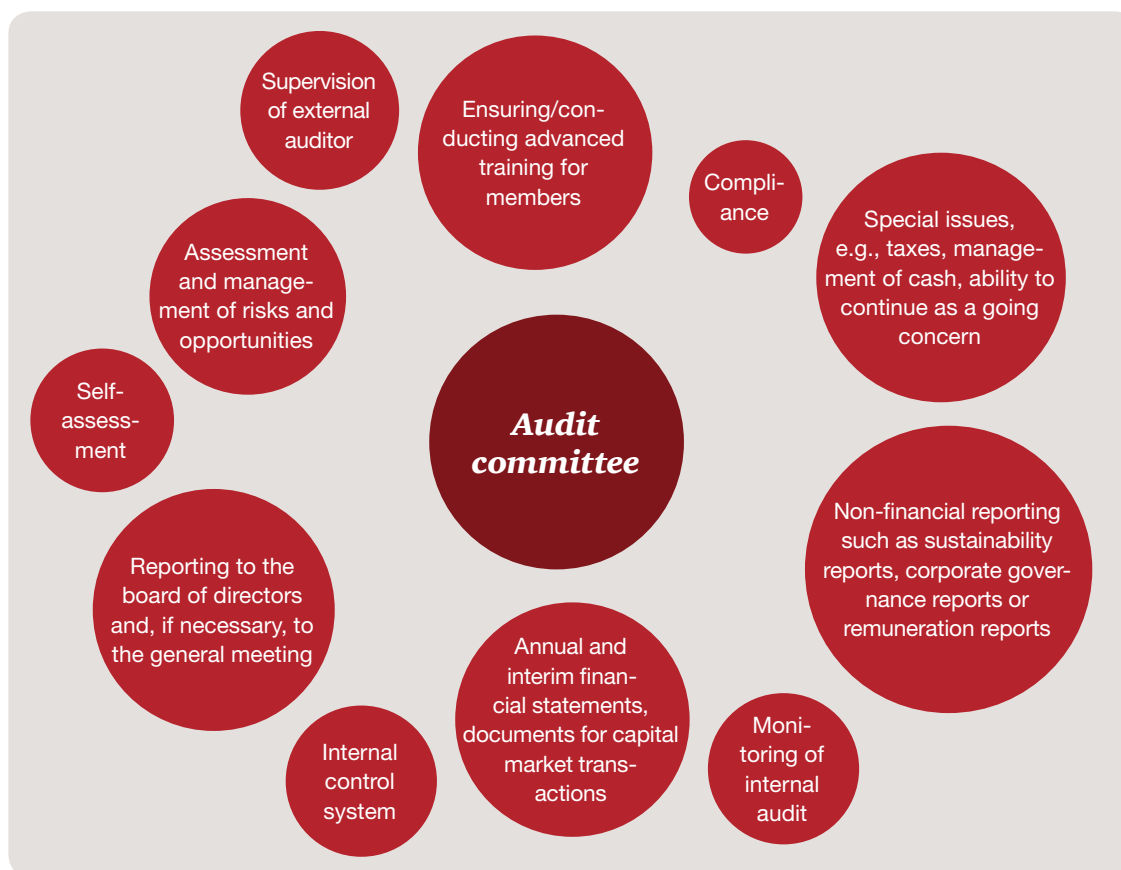 Supervision
of external
auditor
Ensuring/con-
ducting advanced
training for
members
Compli-
ance
Special issues,
e.g., taxes, manage-
ment of cash, ability to
continue as a going
concern
Assessment
and manage-
ment of risks and
opportunities
Self-
assess-
ment
Audit
committee
Non-financial reporting
such as sustainability
reports, corporate gover-
nance reports or
remuneration reports
Reporting to the
board of directors
and, if necessary, to
the general meeting
Annual and
interim finan-
cial statements,
documents for capital
market trans-
actions
Internal
control
system
Moni-
toring of
internal
audit